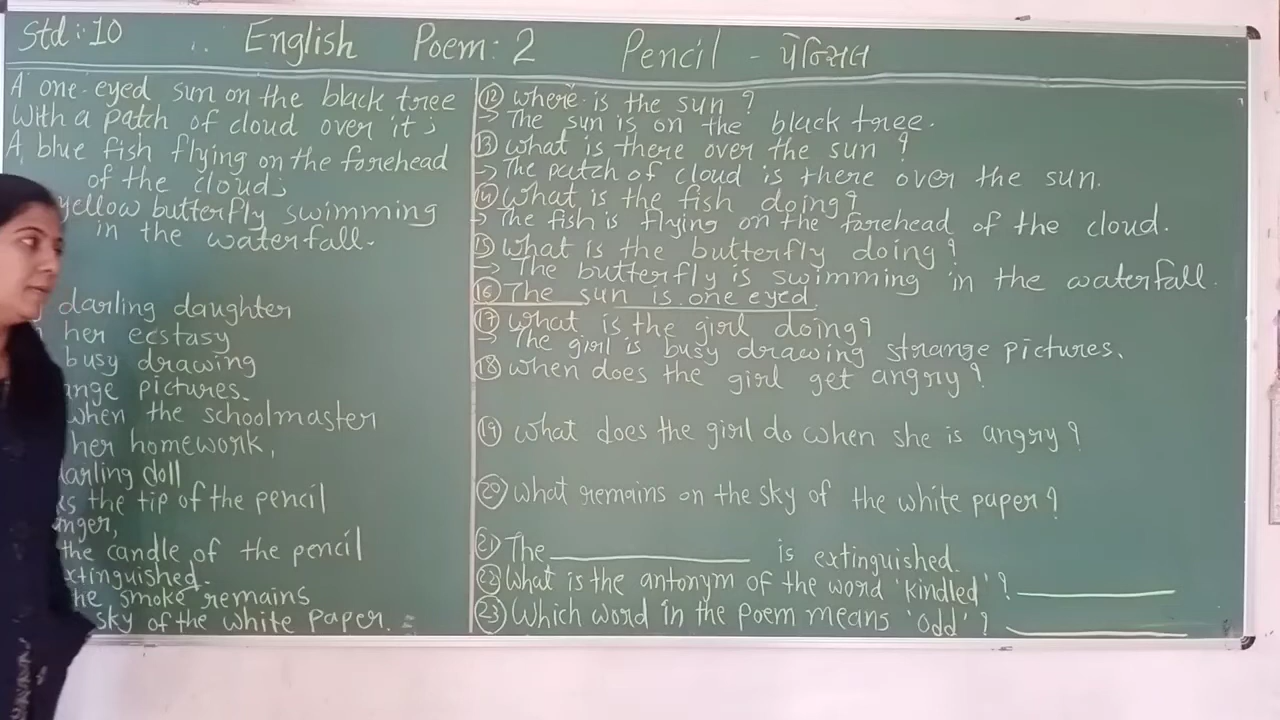 Std : 10 English Poem : 2 Pencil - પેન્સિલ
A one-eyed sun on the black tree
With a patch of cloud over it ;
A blue fish flying on the forehead
of the cloud ;
yellow butterfly swimming
in the waterfall.
darling daughter
her ecstasy
busy drawing
pictures.
when the schoolmaster
her homework,
darling doll
the tip of the pencil
the candle of the pencil
extinguished.
the smoke remains
sky of the white paper.
(12) where is the sun ?
→ The sun is on the black tree.
(13) what is there over the sun ?
→ The patch of cloud is there over the sun.
(14) What is the fish doing?
→ The fish is flying on the forehead of the cloud.
(15) What is the butterfly doing ?
→ The butterfly is swimming in the waterfall.
(16) The sun is one eyed.
(17) what is the girl doing?
→ The girl is busy drawing strange pictures.
(18) when does the girl get angry ?
(19) what does the girl do when she is angry ?
(20) what remains on the sky of the white paper ?
(21) The ____________ is extinguished.
(22) What is the antonym of the word 'kindled' ? __________
(23) Which word in the poem means 'odd' ? __________